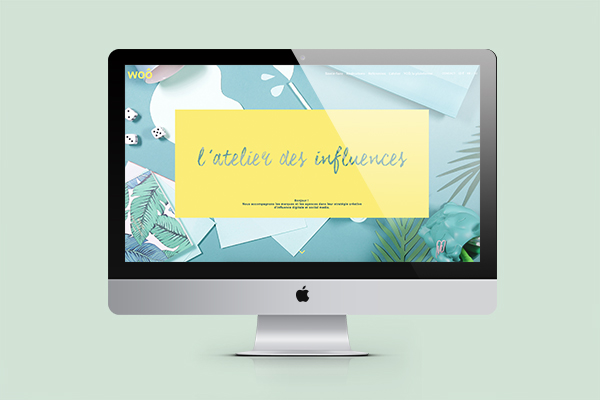 woo
l'atelier des influences
Bonjour !
Nous accompagnons les marques et les agences dans leur stratégie créative
d'influence digitale et social media.